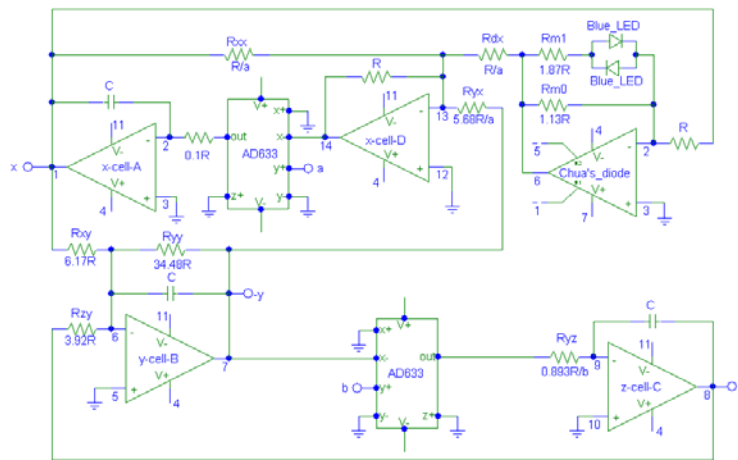 Rxx
R/a
C
11
V-
2
-
x-cell-A
1
V+
4
+
3
x
0.1R
V+
out
x+
x-
AD633
y+
z+
y-
V-
a
R
14
11
V-
-
13
x-cell-D
12
V+
4
+
Ryx
5.68R/a
Rdx
R/a
Rm1
1.87R
Blue_LED
Blue_LED
Rm0
1.13R
5
4
V-
-
2
R
6
Chua's_diode
1
V+
7
+
3
Rxy
6.17R
Ryy
34.48R
C
-y
Rzy
3.92R
6
11
-
V-
y-cell-B
7
5
+
V+
4
V+
x+
x-
out
AD633
b
y+
y-
z+
V-
Ryz
0.893R/b
C
9
11
-
V-
z-cell-C
8
10
+
V+
4